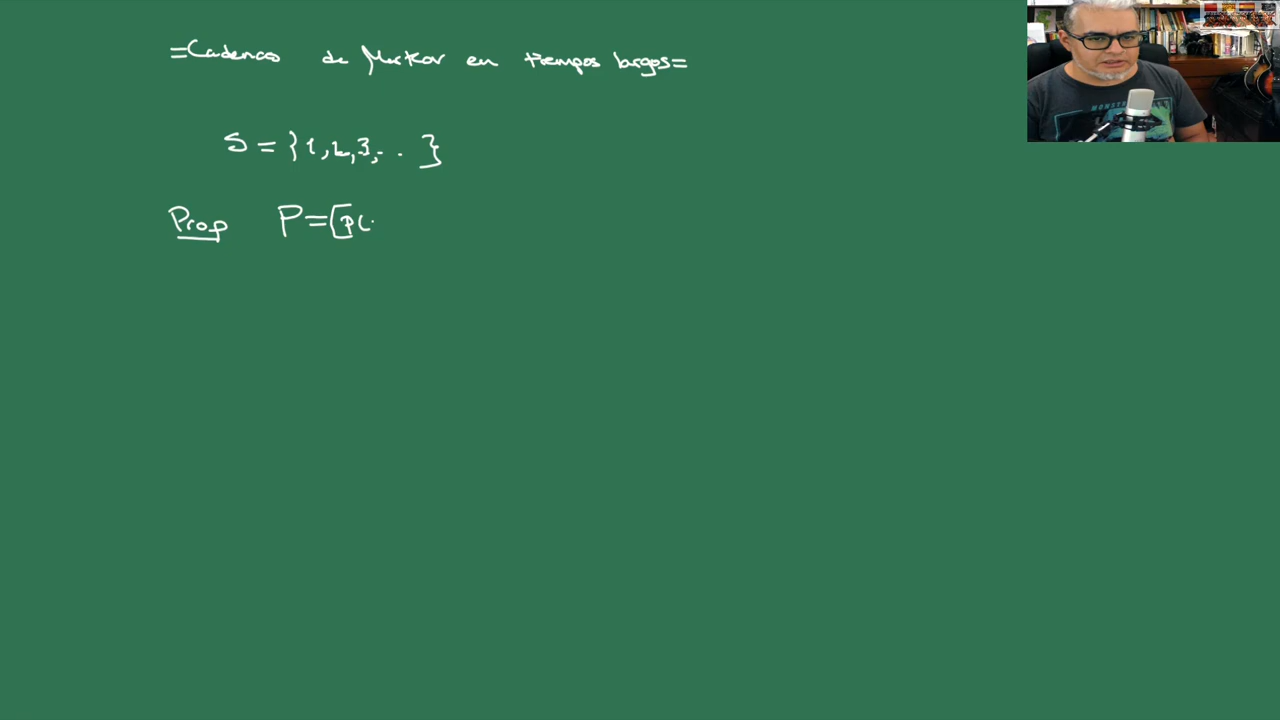 =Cadenas de Markov en tiempos largos=
S = {1,2,3,.. }
Prop P=[p(.